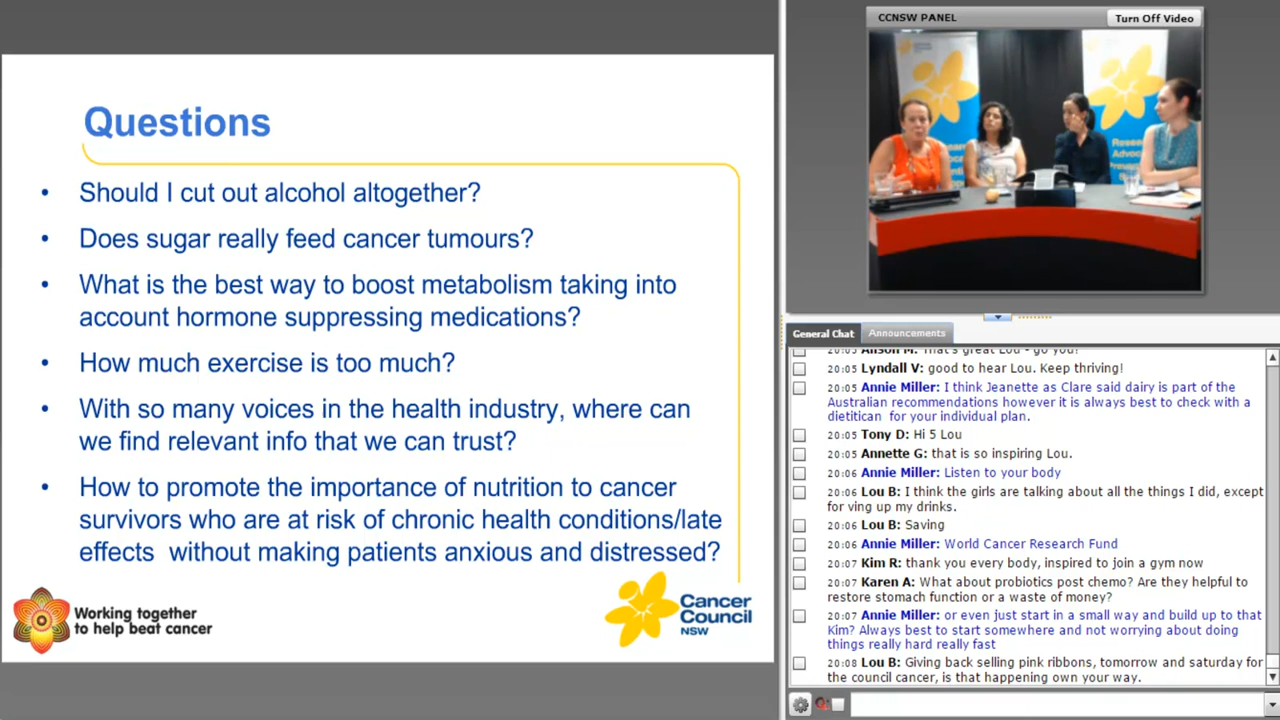 Questions
• Should I cut out alcohol altogether?
• Does sugar really feed cancer tumours?
• What is the best way to boost metabolism taking into
account hormone suppressing medications?
• How much exercise is too much?
• With so many voices in the health industry, where can
we find relevant info that we can trust?
• How to promote the importance of nutrition to cancer
survivors who are at risk of chronic health conditions/late
effects without making patients anxious and distressed?
Working together
to help beat cancer
Cancer
Council
NSW
CCNSW PANEL
Turn Off Video
General Chat
Announcements
20:05 Alison M: That's great Lou - go you!
20:05 Lyndall V: good to hear Lou. Keep thriving!
20:05 Annie Miller: I think Jeanette as Clare said dairy is part of the
Australian recommendations however it is always best to check with a
dietitian for your individual plan.
20:05 Tony D: Hi 5 Lou
20:05 Annette G: that is so inspiring Lou.
20:06 Annie Miller: Listen to your body
20:06 Lou B: I think the girls are talking about all the things I did, except
for ving up my drinks.
20:06 Lou B: Saving
20:06 Annie Miller: World Cancer Research Fund
20:07 Kim R: thank you every body, inspired to join a gym now
20:07 Karen A: What about probiotics post chemo? Are they helpful to
restore stomach function or a waste of money?
20:07 Annie Miller: or even just start in a small way and build up to that
Kim? Always best to start somewhere and not worrying about doing
things really hard really fast
20:08 Lou B: Giving back selling pink ribbons, tomorrow and saturday for
the council cancer, is that happening own your way.